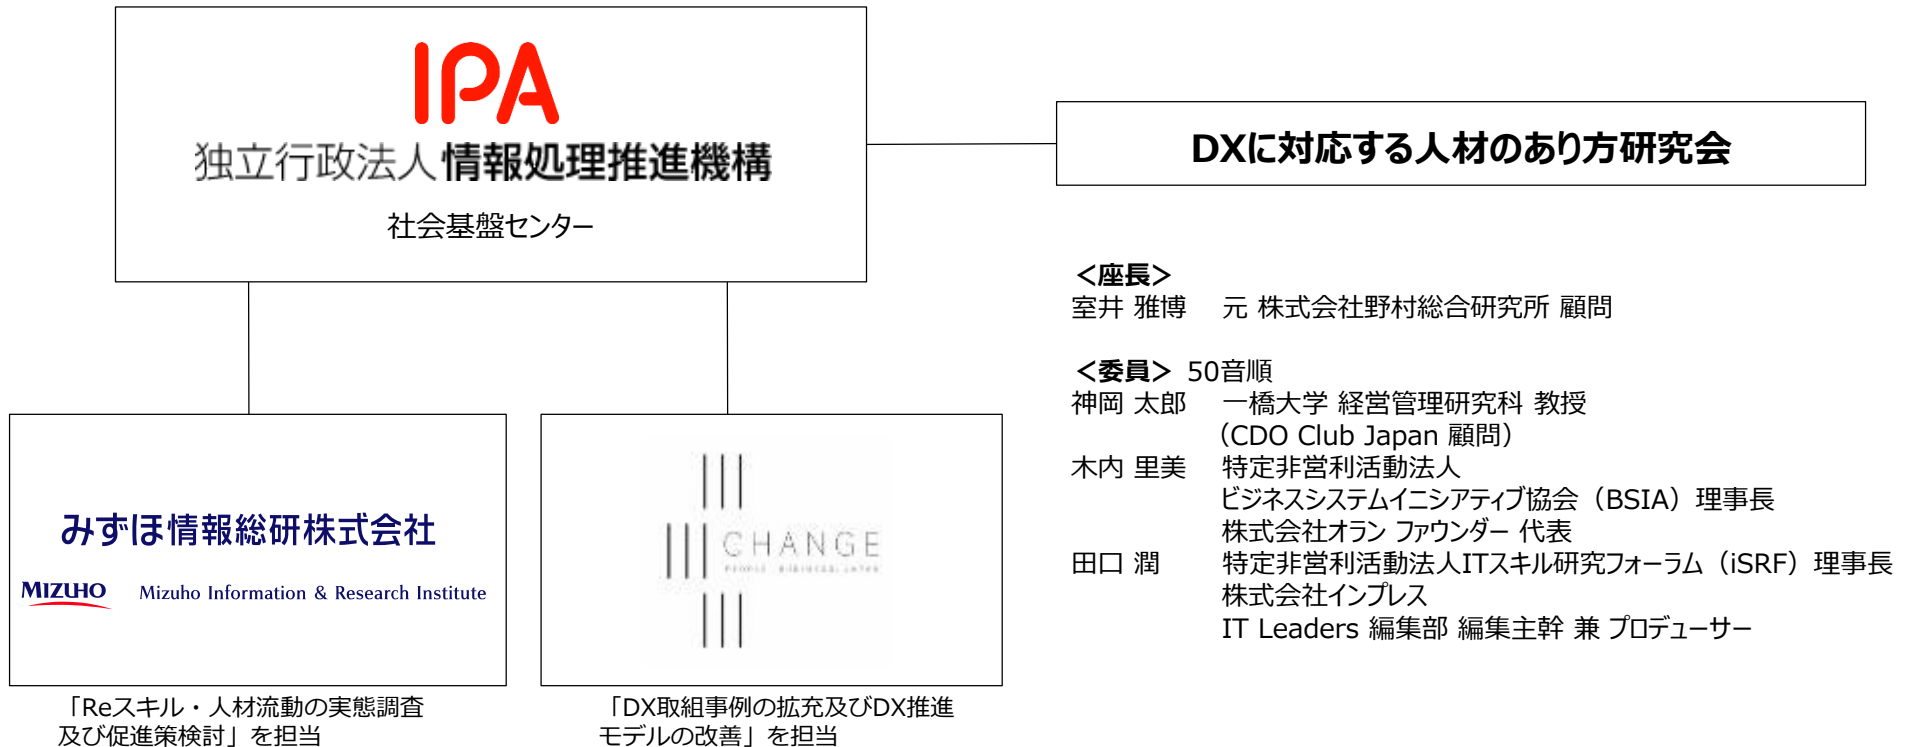 IPA
独立行政法人情報処理推進機構
社会基盤センター
DXに対応する人材のあり方研究会
＜座長＞
室井 雅博　元 株式会社野村総合研究所 顧問
＜委員＞ 50音順
神岡 太郎　一橋大学 経営管理研究科 教授
（CDO Club Japan 顧問）
木内 里美　特定非営利活動法人
ビジネスシステムイニシアティブ協会（BSIA）理事長
株式会社オラン ファウンダー 代表
田口 潤　特定非営利活動法人ITスキル研究フォーラム（iSRF）理事長
株式会社インプレス
IT Leaders 編集部 編集主幹 兼 プロデューサー
みずほ情報総研株式会社
MIZUHO Mizuho Information & Research Institute
「Reスキル・人材流動の実態調査
及び促進策検討」を担当
CHANGE
PEOPLE, BUSINESS, JAPAN
「DX取組事例の拡充及びDX推進
モデルの改善」を担当